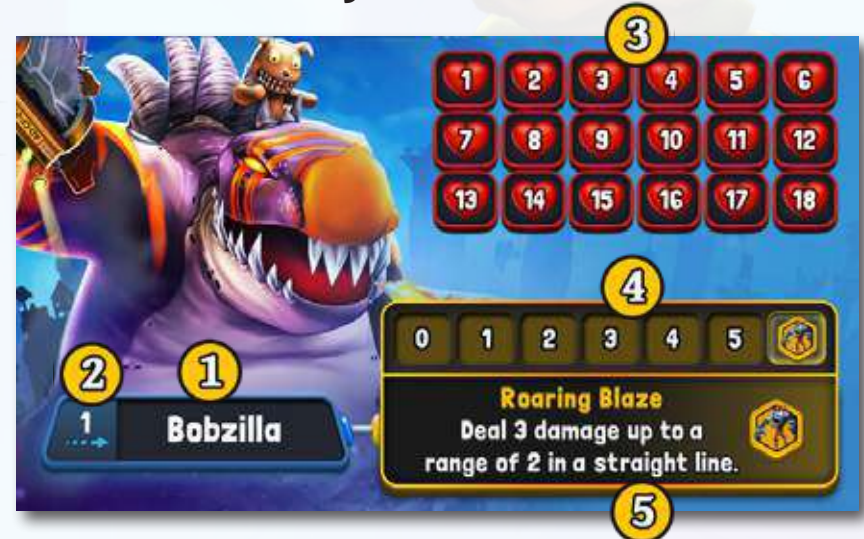 3
1 2 3 4 5 6
7 8 9 10 11 12
13 14 15 16 17 18
4
0 1 2 3 4 5
2 1
1 Bobzilla
Roaring Blaze
Deal 3 damage up to a
range of 2 in a straight line.
5